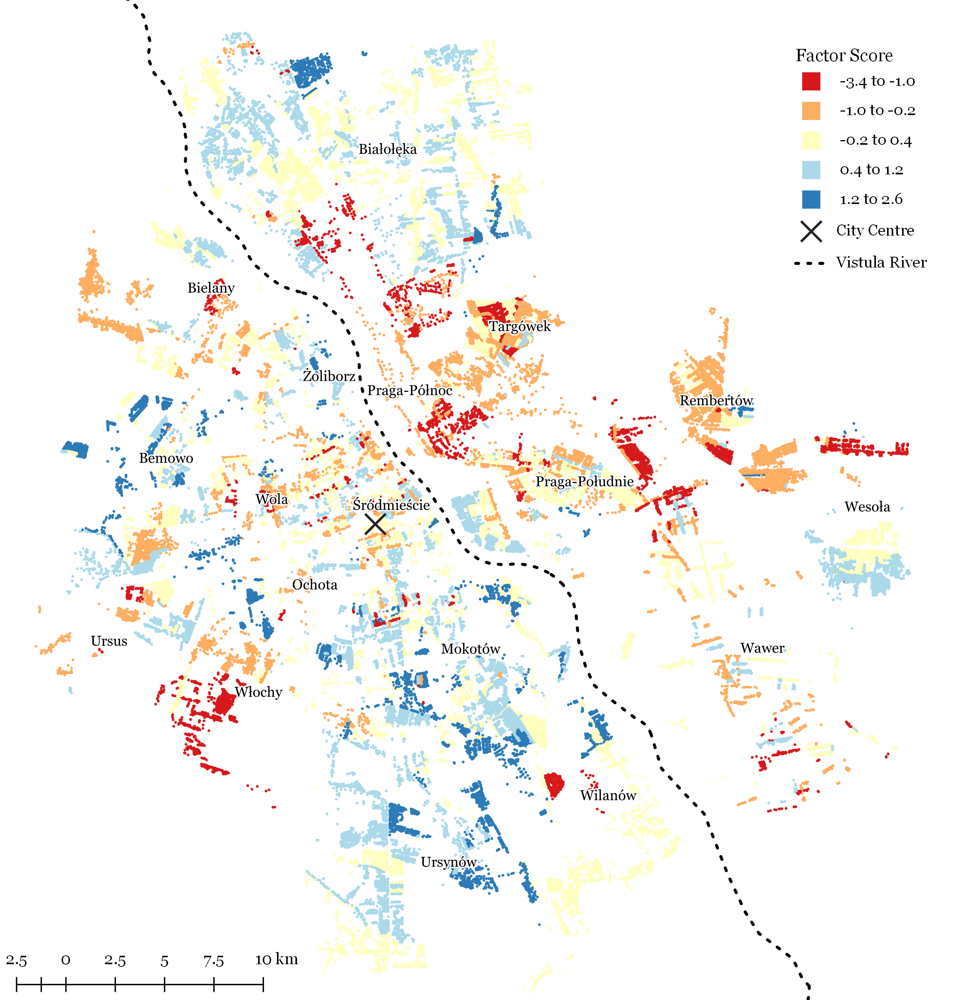 Factor Score
-3.4 to -1.0
-1.0 to -0.2
-0.2 to 0.4
0.4 to 1.2
1.2 to 2.6
City Centre
Vistula River
Białołęka
Bielany
Targówek
Żoliborz
Praga-Północ
Rembertów
Bemowo
Praga-Południe
Wola
Śródmieście
Wesoła
Ochota
Ursus
Mokotów
Wawer
Włochy
Wilanów
Ursynów
2.5 0 2.5 5 7.5 10 km